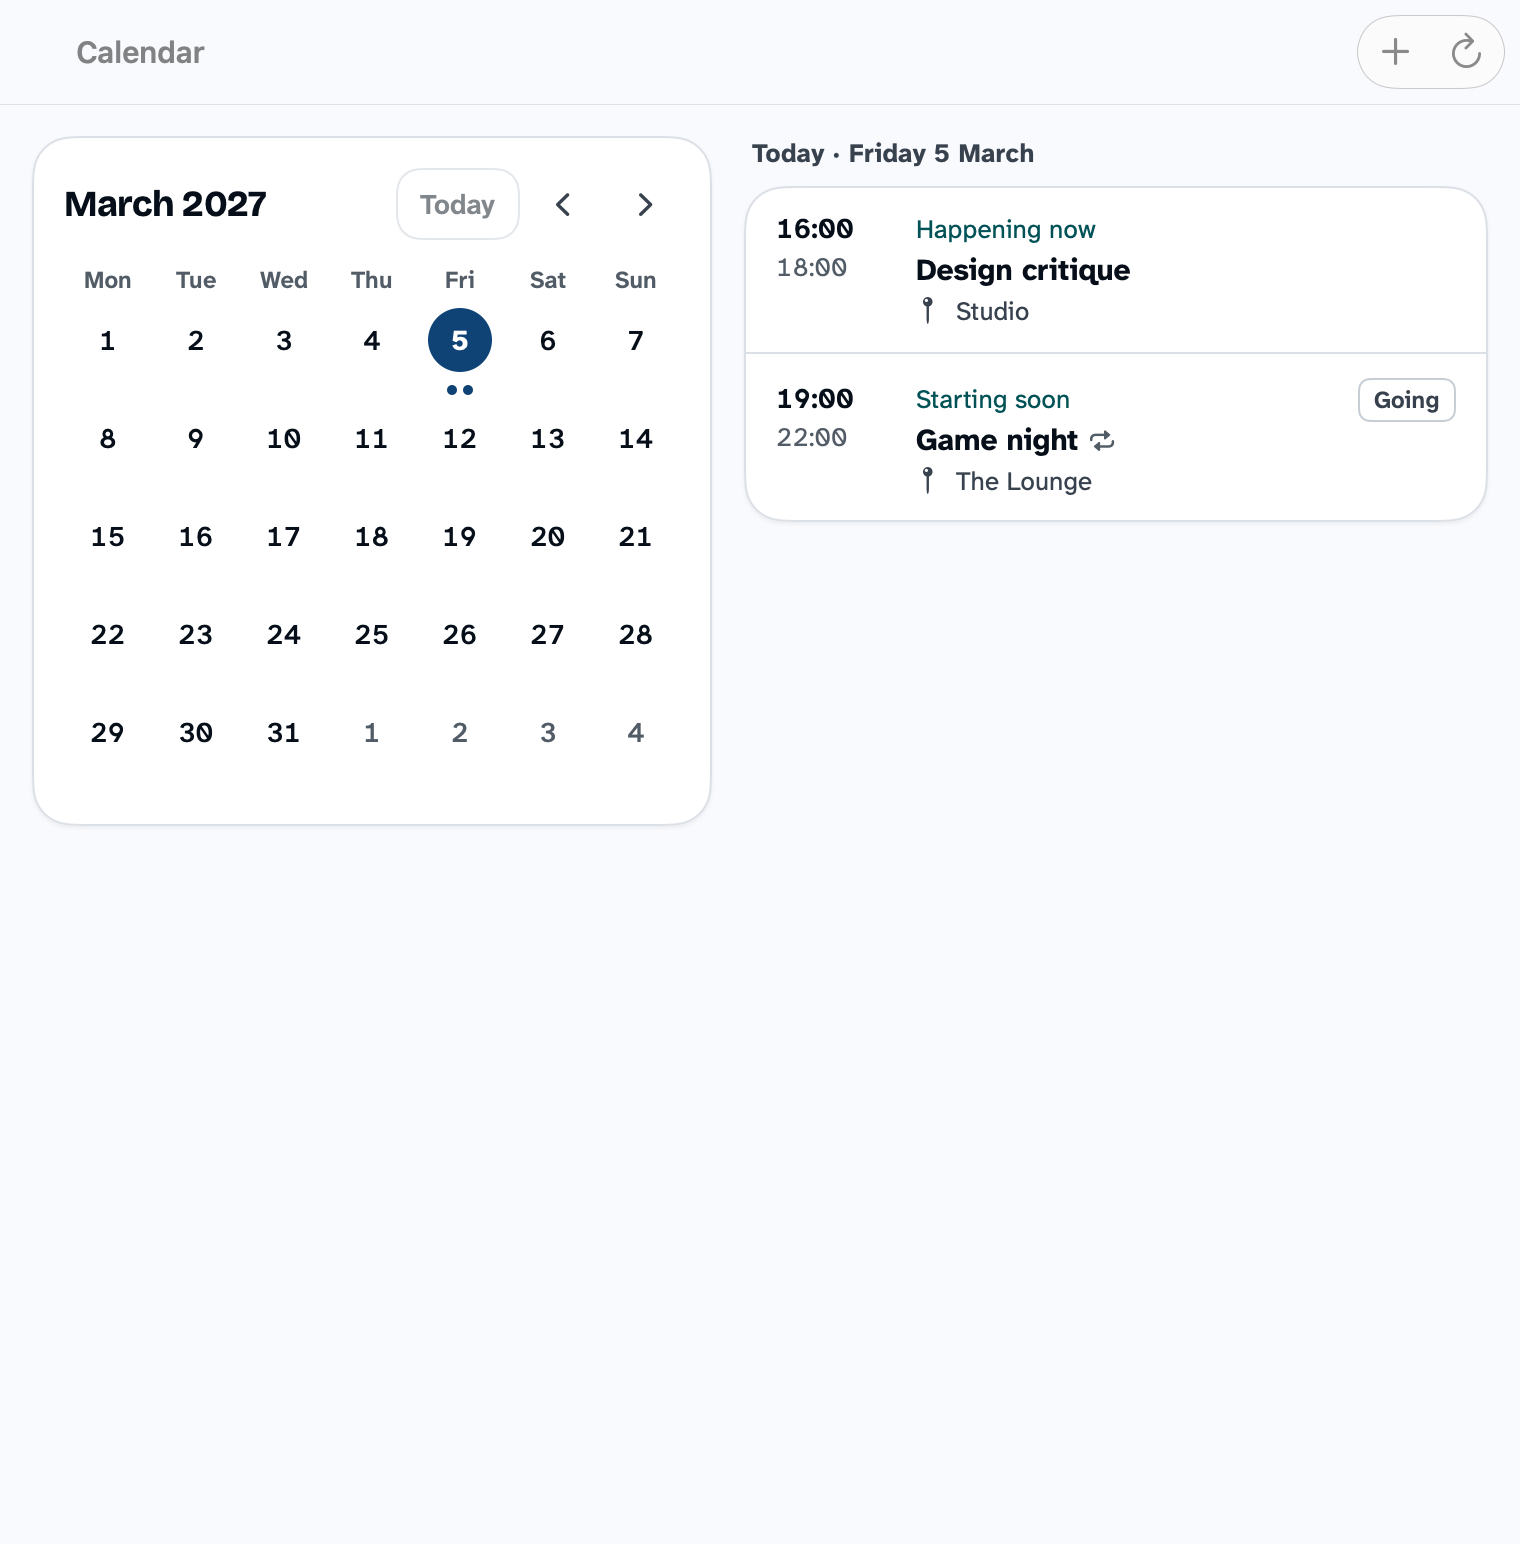 Calendar
March 2027
Today
Mon Tue Wed Thu Fri Sat Sun
1 2 3 4 5 6 7
8 9 10 11 12 13 14
15 16 17 18 19 20 21
22 23 24 25 26 27 28
29 30 31 1 2 3 4
Today · Friday 5 March
16:00 Happening now
18:00 Design critique
Studio
19:00 Starting soon Going
22:00 Game night
The Lounge